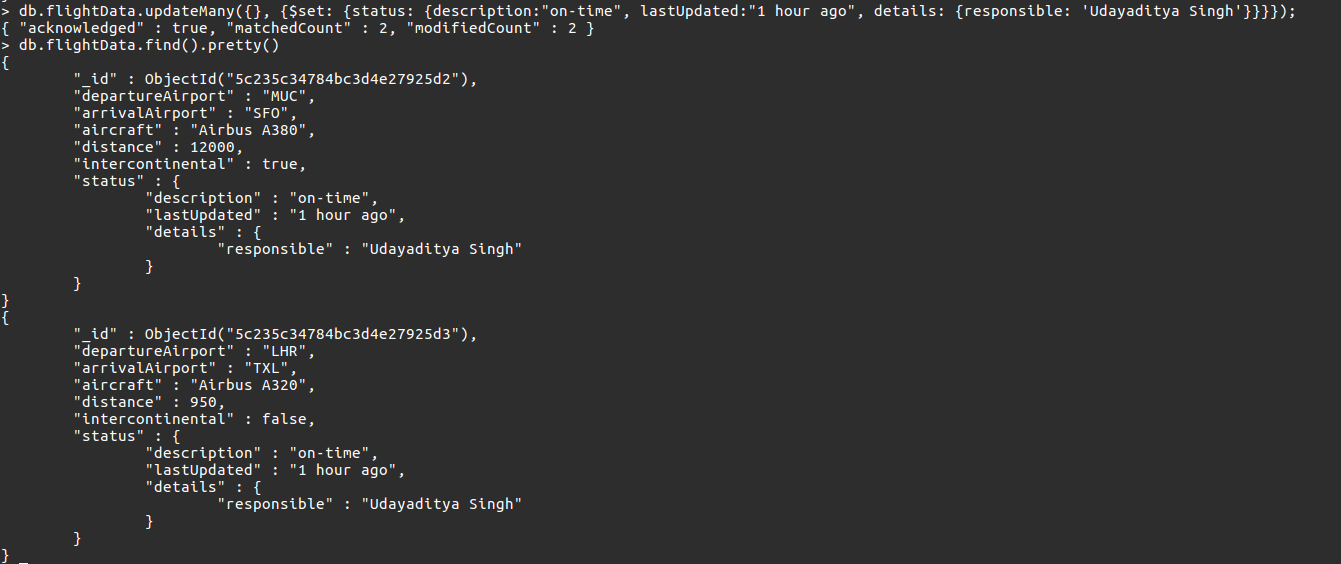 > db.flightData.updateMany({}, {$set: {status: {description:"on-time", lastUpdated:"1 hour ago", details: {responsible: 'Udayaditya Singh'}}}});
{ "acknowledged" : true, "matchedCount" : 2, "modifiedCount" : 2 }
> db.flightData.find().pretty()
{
        "_id" : ObjectId("5c235c34784bc3d4e27925d2"),
        "departureAirport" : "MUC",
        "arrivalAirport" : "SFO",
        "aircraft" : "Airbus A380",
        "distance" : 12000,
        "intercontinental" : true,
        "status" : {
                "description" : "on-time",
                "lastUpdated" : "1 hour ago",
                "details" : {
                        "responsible" : "Udayaditya Singh"
                }
        }
}
{
        "_id" : ObjectId("5c235c34784bc3d4e27925d3"),
        "departureAirport" : "LHR",
        "arrivalAirport" : "TXL",
        "aircraft" : "Airbus A320",
        "distance" : 950,
        "intercontinental" : false,
        "status" : {
                "description" : "on-time",
                "lastUpdated" : "1 hour ago",
                "details" : {
                        "responsible" : "Udayaditya Singh"
                }
        }
}